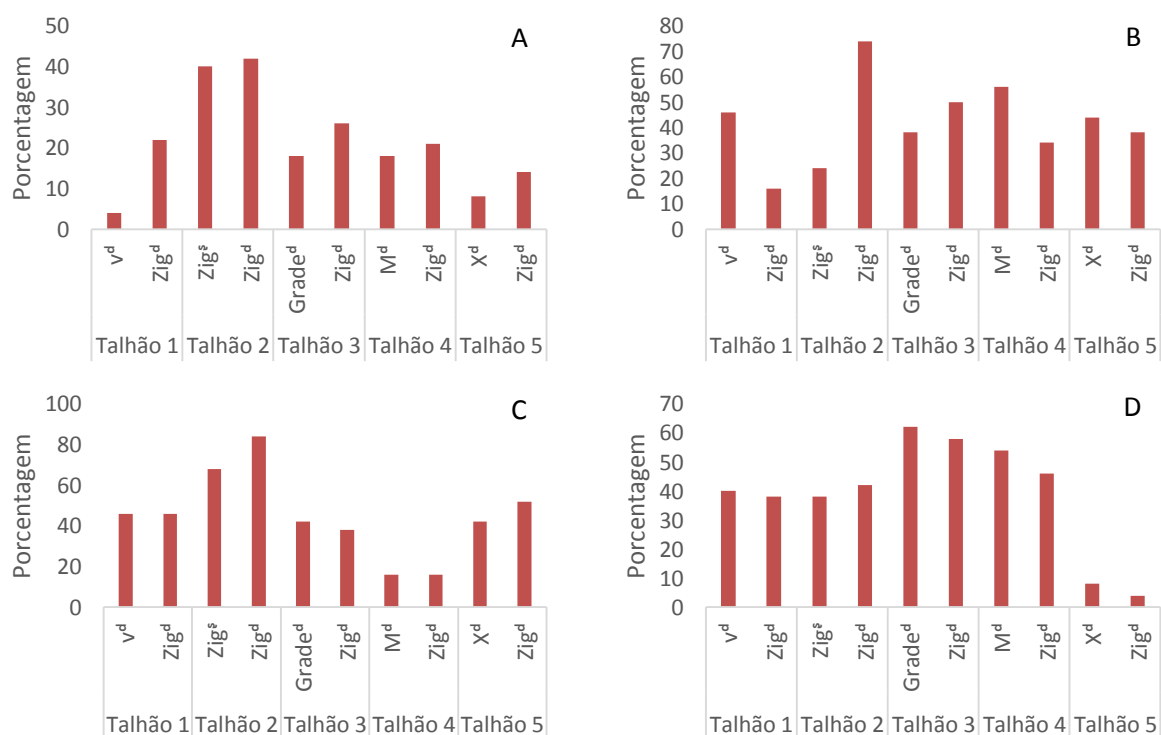 A
Porcentagem
50
40
30
20
10
0
vᵈ Zigᵈ Zigˢ Zigᵈ Gradeᵈ Zigᵈ Mᵈ Zigᵈ Xᵈ Zigᵈ
Talhão 1 Talhão 2 Talhão 3 Talhão 4 Talhão 5
B
Porcentagem
80
70
60
50
40
30
20
10
0
vᵈ Zigᵈ Zigˢ Zigᵈ Gradeᵈ Zigᵈ Mᵈ Zigᵈ Xᵈ Zigᵈ
Talhão 1 Talhão 2 Talhão 3 Talhão 4 Talhão 5
C
Porcentagem
100
80
60
40
20
0
vᵈ Zigᵈ Zigˢ Zigᵈ Gradeᵈ Zigᵈ Mᵈ Zigᵈ Xᵈ Zigᵈ
Talhão 1 Talhão 2 Talhão 3 Talhão 4 Talhão 5
D
Porcentagem
70
60
50
40
30
20
10
0
vᵈ Zigᵈ Zigˢ Zigᵈ Gradeᵈ Zigᵈ Mᵈ Zigᵈ Xᵈ Zigᵈ
Talhão 1 Talhão 2 Talhão 3 Talhão 4 Talhão 5